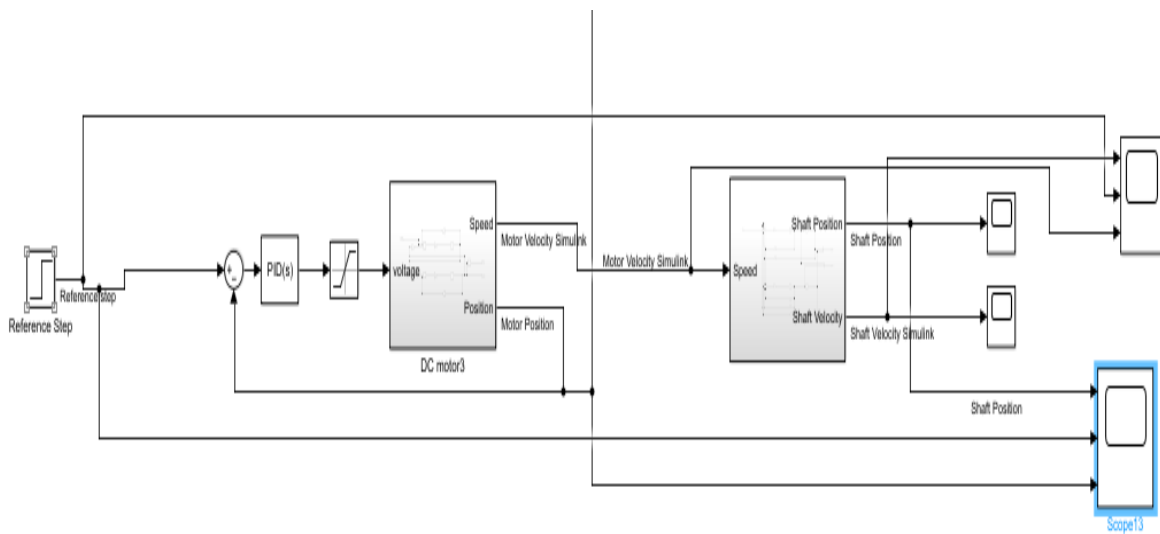 Reference step
Reference Step
+
-
PID(s)
voltage
Speed
Position
DC motor3
Motor Velocity Simulink
Motor Position
Motor Velocity Simulink
Speed
Shaft Position
Shaft Velocity
Shaft Position
Shaft Velocity Simulink
Shaft Position
Scope13